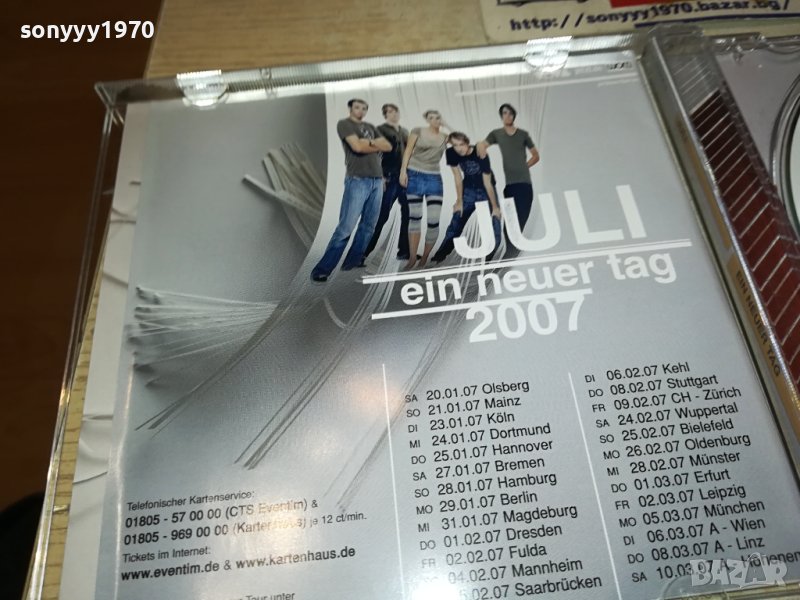 sonyyy1970
http://sonyyy1970.bazar.bg/
JULI
ein neuer tag
2007
SA 20.01.07 Olsberg
SO 21.01.07 Mainz
DI 23.01.07 Köln
MI 24.01.07 Dortmund
DO 25.01.07 Hannover
SA 27.01.07 Bremen
SO 28.01.07 Hamburg
MO 29.01.07 Berlin
MI 31.01.07 Magdeburg
DO 01.02.07 Dresden
FR 02.02.07 Fulda
04.02.07 Mannheim
.02.07 Saarbrücken
DI 06.02.07 Kehl
DO 08.02.07 Stuttgart
FR 09.02.07 CH - Zürich
SA 24.02.07 Wuppertal
SO 25.02.07 Bielefeld
MO 26.02.07 Oldenburg
MI 28.02.07 Münster
DO 01.03.07 Erfurt
FR 02.03.07 Leipzig
MO 05.03.07 München
DI 06.03.07 A - Wien
DO 08.03.07 A - Linz
SA 10.03.07 A - Hohenem
Telefonischer Kartenservice:
01805 - 57 00 00 (CTS Eventim) &
01805 - 969 00 00 (Kartenhaus) je 12 ct/min.
Tickets im Internet:
www.eventim.de & www.kartenhaus.de
Tour unter
EIN NEUER TAG
BAZAR